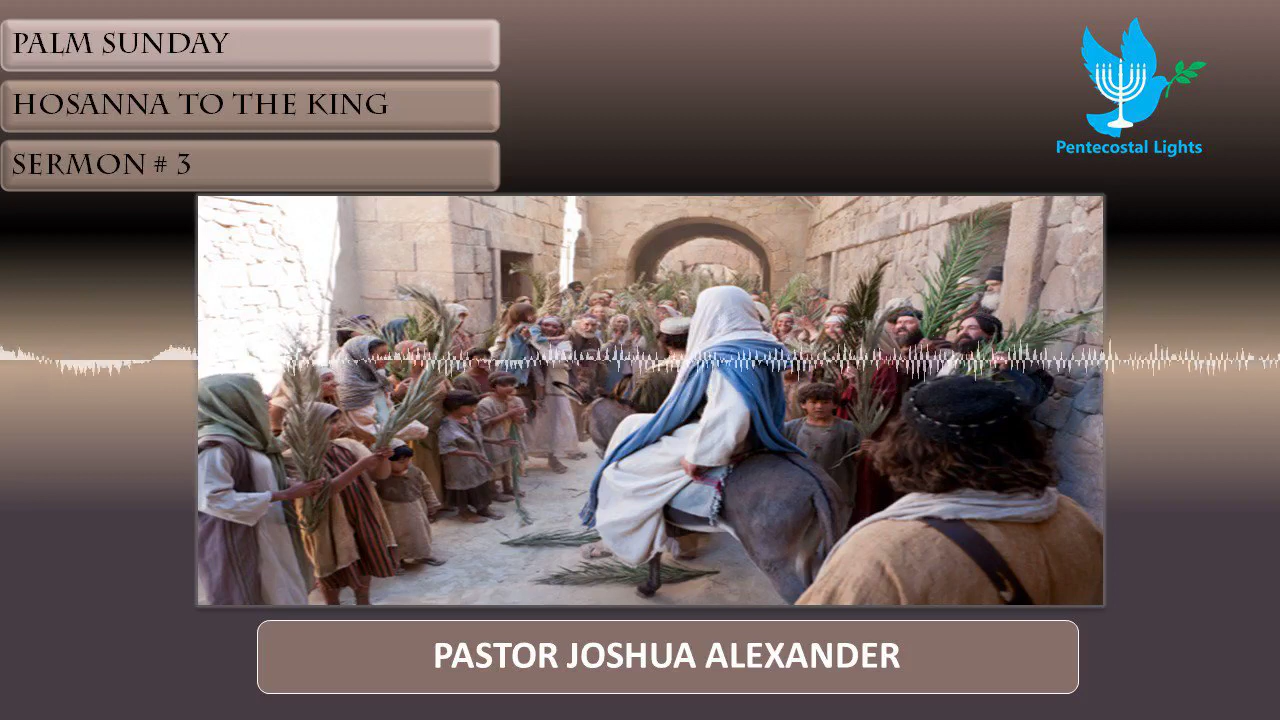 PALM SUNDAY
HOSANNA TO THE KING
SERMON # 3
Pentecostal Lights
PASTOR JOSHUA ALEXANDER